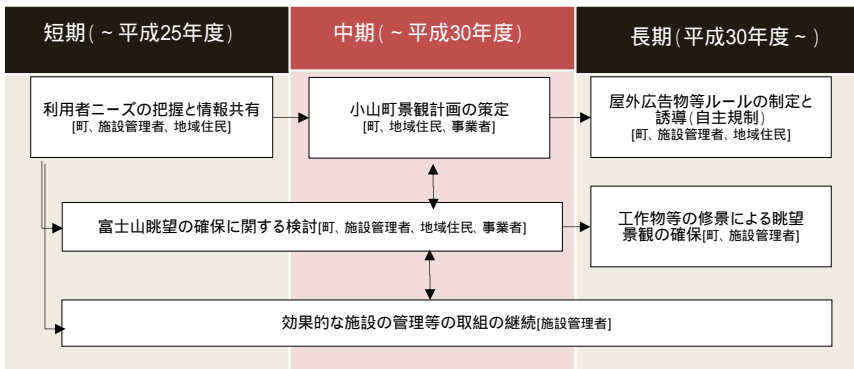 短期(~平成25年度)
中期(~平成30年度)
長期(平成30年度~)
利用者ニーズの把握と情報共有
[町、施設管理者、地域住民]
小山町景観計画の策定
[町、地域住民、事業者]
屋外広告物等ルールの制定と
誘導(自主規制)
[町、施設管理者、地域住民]
富士山眺望の確保に関する検討[町、施設管理者、地域住民、事業者]
工作物等の修景による眺望
景観の確保[町、施設管理者]
効果的な施設の管理等の取組の継続[施設管理者]